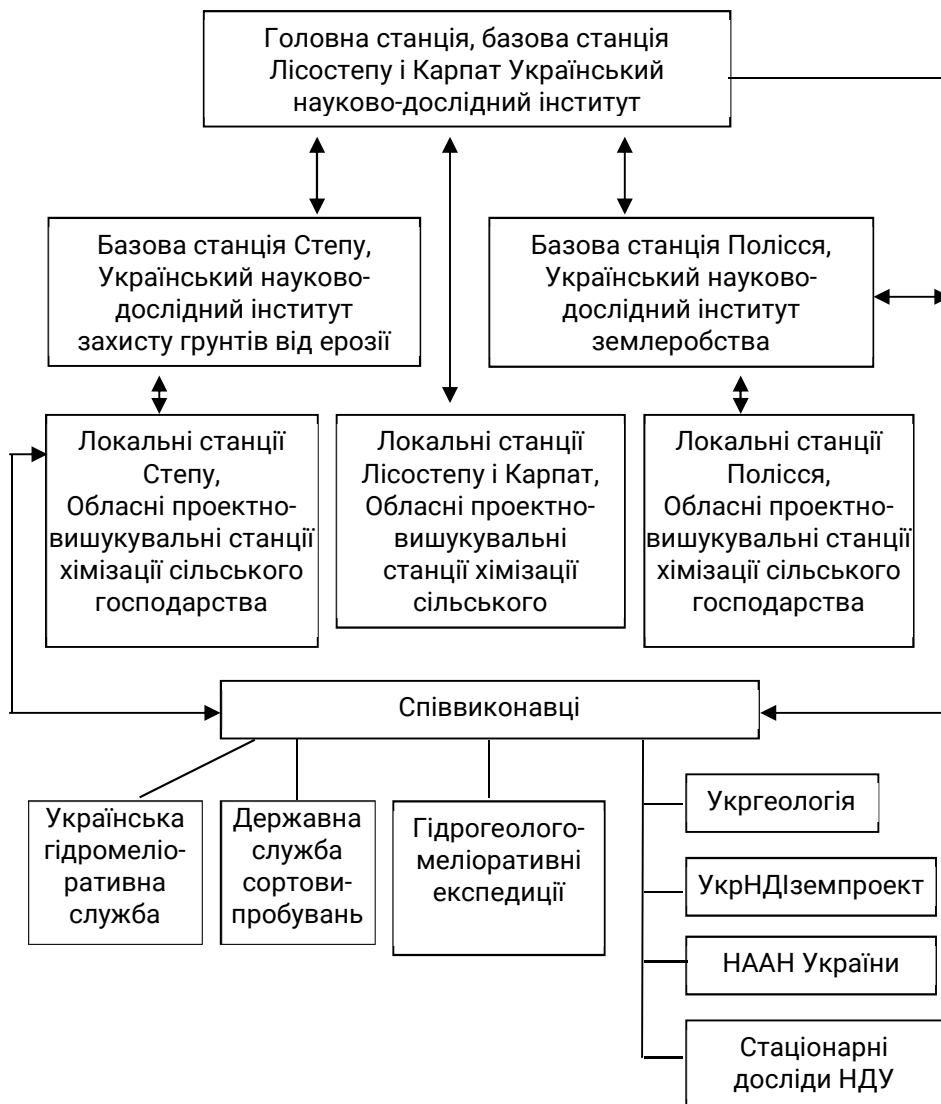 Головна станція, базова станція
Лісостепу і Карпат Український
науково-дослідний інститут
Базова станція Степу,
Український науково-
дослідний інститут
захисту грунтів від ерозії
Базова станція Полісся,
Український науково-
дослідний інститут
землеробства
Локальні станції
Степу,
Обласні проектно-
вишукувальні станції
хімізації сільського
господарства
Локальні станції
Лісостепу і Карпат,
Обласні проектно-
вишукувальні
станції хімізації
сільського
Локальні станції
Полісся,
Обласні проектно-
вишукувальні станції
хімізації сільського
господарства
Співвиконавці
Українська
гідромеліо-
ративна
служба
Державна
служба
сортови-
пробувань
Гідрогеолого-
меліоративні
експедиції
Укргеологія
УкрНДІземпроект
НААН України
Стаціонарні
досліди НДУ